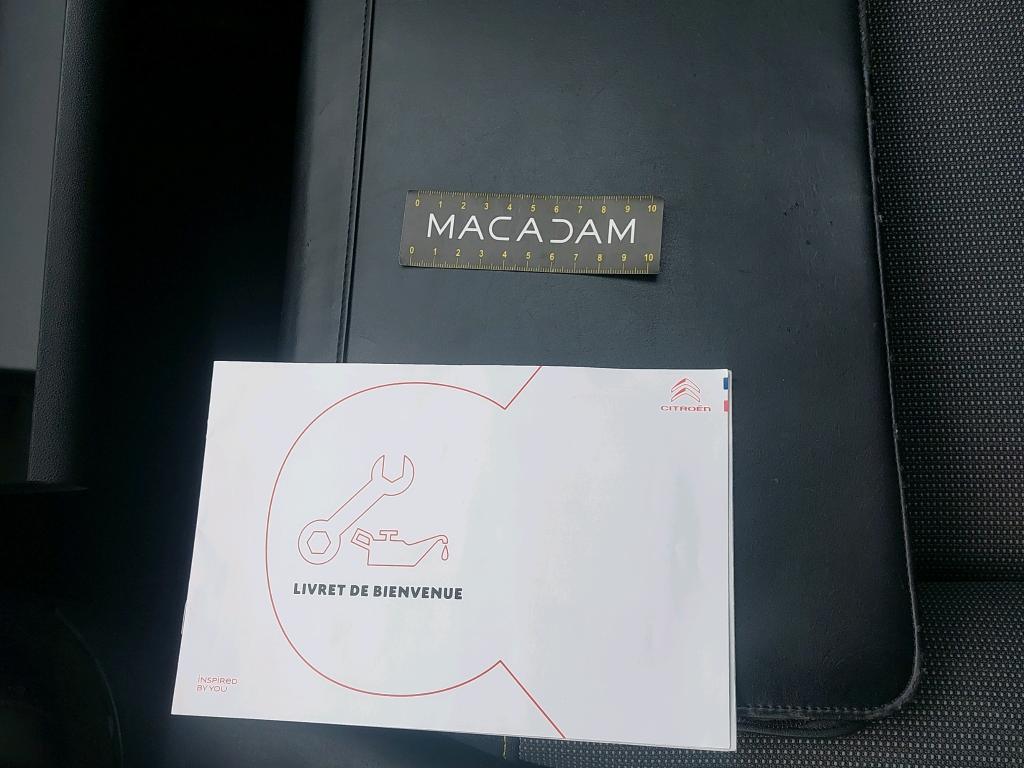 0 1 2 3 4 5 6 7 8 9 10
MACADAM
0 1 2 3 4 5 6 7 8 9 10
CITROËN
LIVRET DE BIENVENUE
INSPIRED
BY YOU